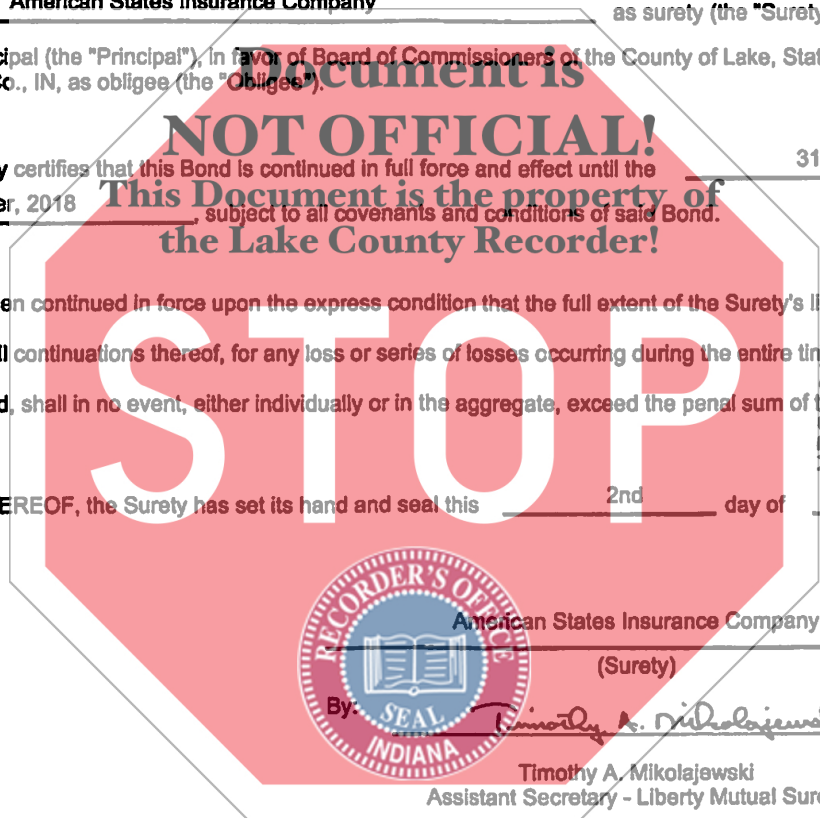 American States Insurance Company as surity (the "Surety
cipal (the "Principal"), in favor of Board of Commissioners of the County of Lake, Stat
Co., IN, as obligee (the "Obligee").
Document is
NOT OFFICIAL!
y certifies that this Bond is continued in full force and effect until the 31
This Document is the property of
er, 2018 , subject to all covenants and conditions of said Bond.
the Lake County Recorder!
en continued in force upon the express condition that the full extent of the Surety's li
ll continuations thereof, for any loss or series of losses occurring during the entire tim
d, shall in no event, either individually or in the aggregate, exceed the penal sum of t
STOP
EREOF, the Surety has set its hand and seal this 2nd day of
RECORDER'S OFFICE
SEAL
INDIANA
American States Insurance Company
(Surety)
By: Timothy A. Mikolajews
Timothy A. Mikolajewski
Assistant Secretary - Liberty Mutual Sure